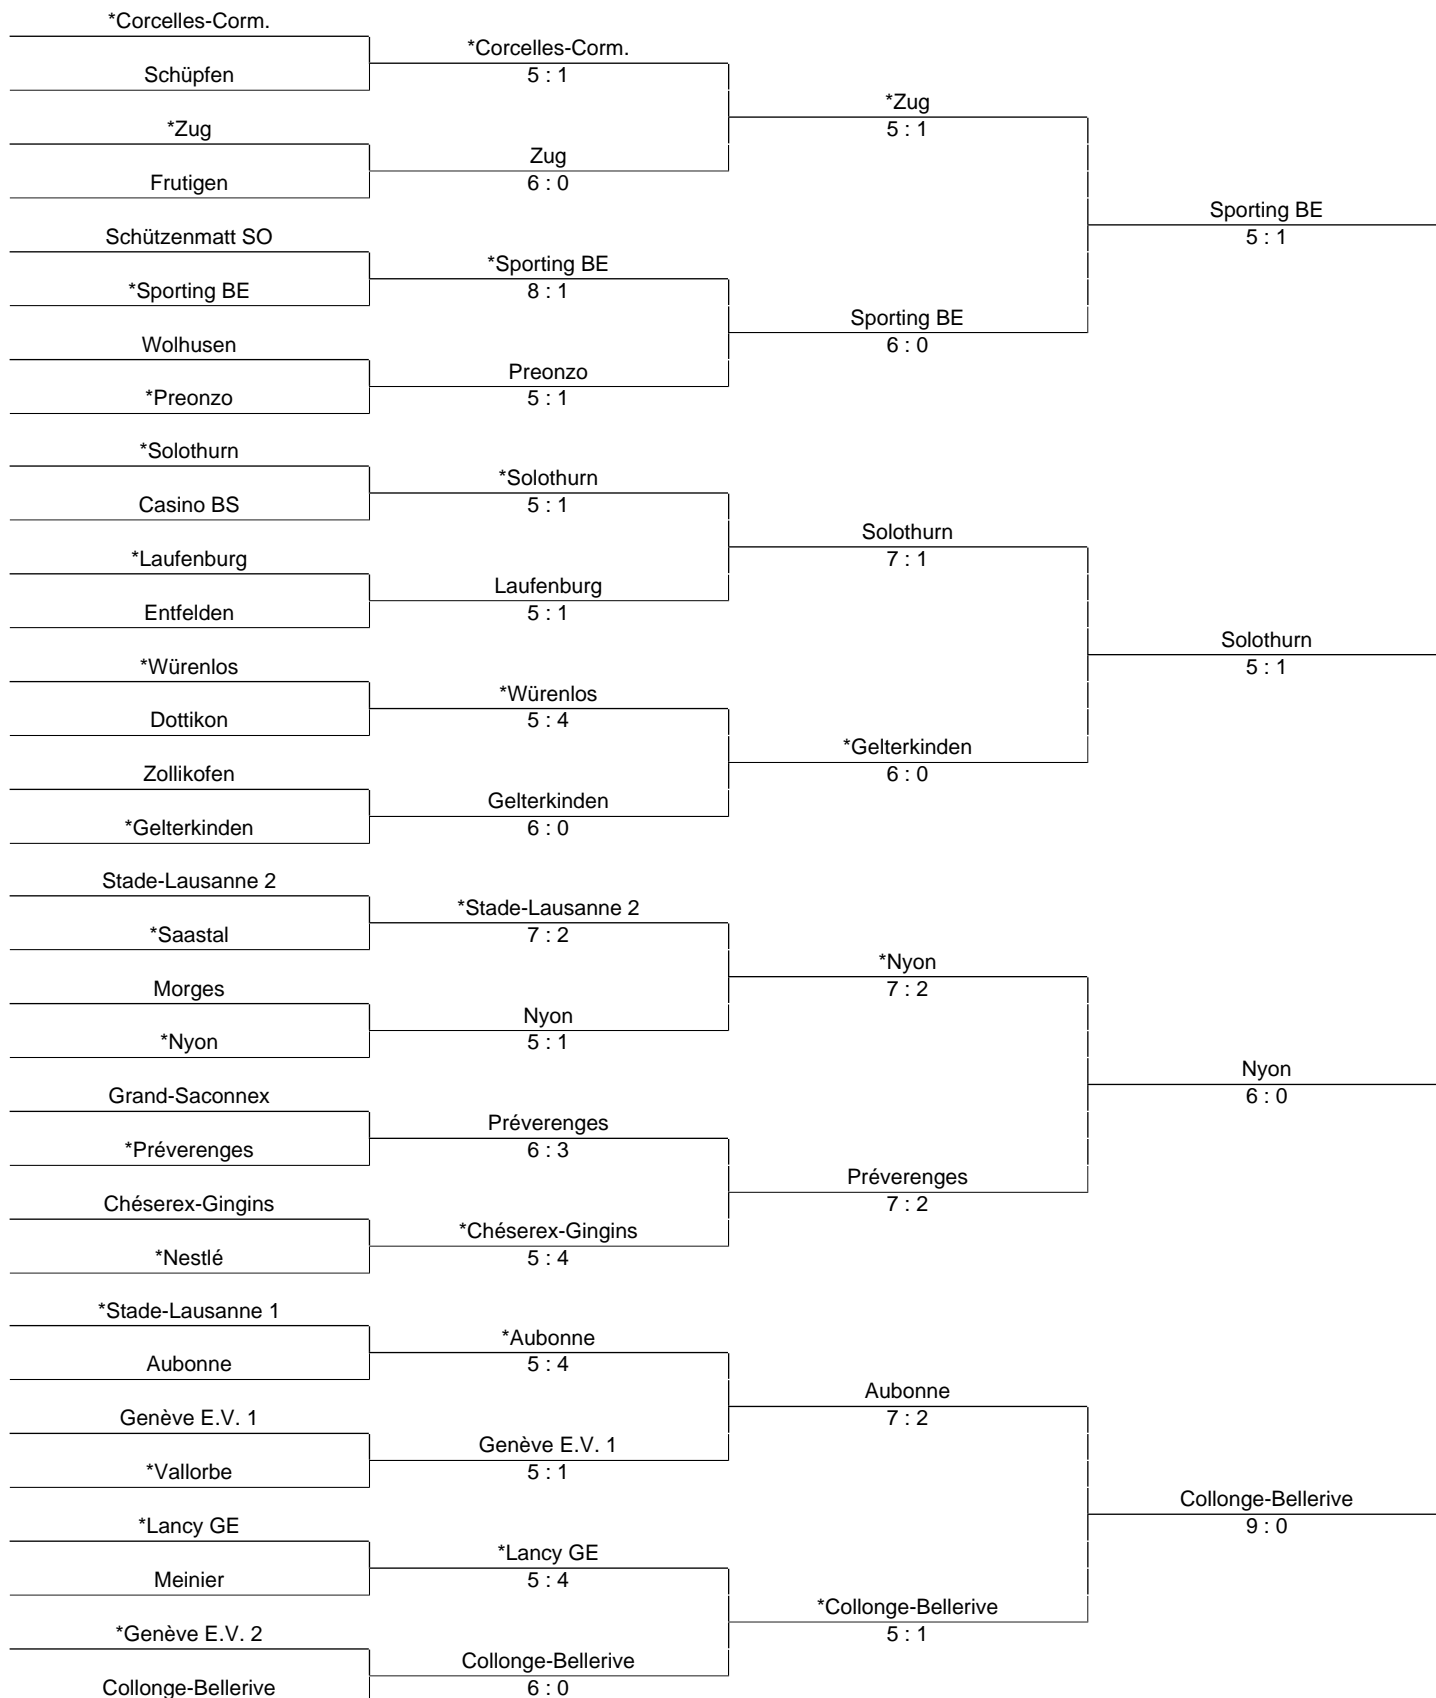 *Corcelles-Corm.
Schüpfen
*Zug
Frutigen
Schützenmatt SO
*Sporting BE
Wolhusen
*Preonzo
*Solothurn
Casino BS
*Laufenburg
Entfelden
*Würenlos
Dottikon
Zollikofen
*Gelterkinden
Stade-Lausanne 2
*Saastal
Morges
*Nyon
Grand-Saconnex
*Préverenges
Chéserex-Gingins
*Nestlé
*Stade-Lausanne 1
Aubonne
Genève E.V. 1
*Vallorbe
*Lancy GE
Meinier
*Genève E.V. 2
Collonge-Bellerive
*Corcelles-Corm.
5 : 1
Zug
6 : 0
*Sporting BE
8 : 1
Preonzo
5 : 1
*Solothurn
5 : 1
Laufenburg
5 : 1
*Würenlos
5 : 4
Gelterkinden
6 : 0
*Stade-Lausanne 2
7 : 2
Nyon
5 : 1
Préverenges
6 : 3
*Chéserex-Gingins
5 : 4
*Aubonne
5 : 4
Genève E.V. 1
5 : 1
*Lancy GE
5 : 4
Collonge-Bellerive
6 : 0
*Zug
5 : 1
Sporting BE
6 : 0
Solothurn
7 : 1
*Gelterkinden
6 : 0
*Nyon
7 : 2
Préverenges
7 : 2
Aubonne
7 : 2
*Collonge-Bellerive
5 : 1
Sporting BE
5 : 1
Solothurn
5 : 1
Nyon
6 : 0
Collonge-Bellerive
9 : 0